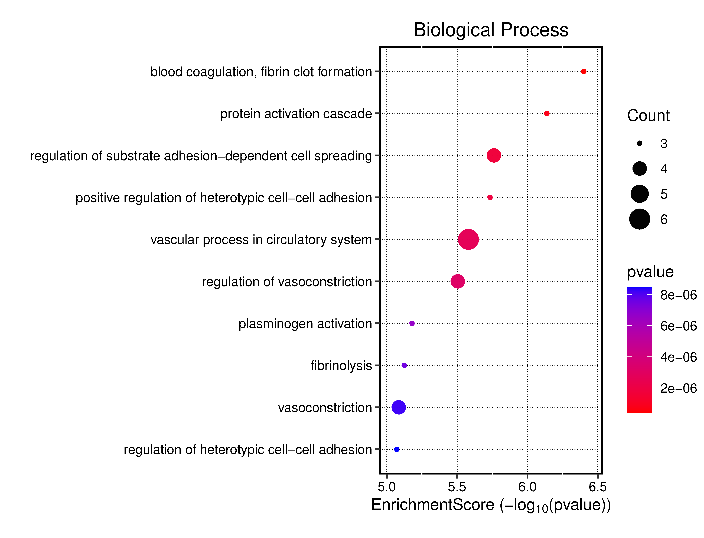 Biological Process
blood coagulation, fibrin clot formation
protein activation cascade
regulation of substrate adhesion−dependent cell spreading
positive regulation of heterotypic cell−cell adhesion
vascular process in circulatory system
regulation of vasoconstriction
plasminogen activation
fibrinolysis
vasoconstriction
regulation of heterotypic cell−cell adhesion
5.0 5.5 6.0 6.5
EnrichmentScore (−log10(pvalue))
Count
3
4
5
6
pvalue
8e−06
6e−06
4e−06
2e−06